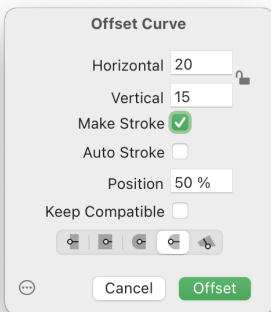 Offset Curve
Horizontal 20
Vertical 15
Make Stroke
Auto Stroke
Position 50 %
Keep Compatible
Cancel Offset